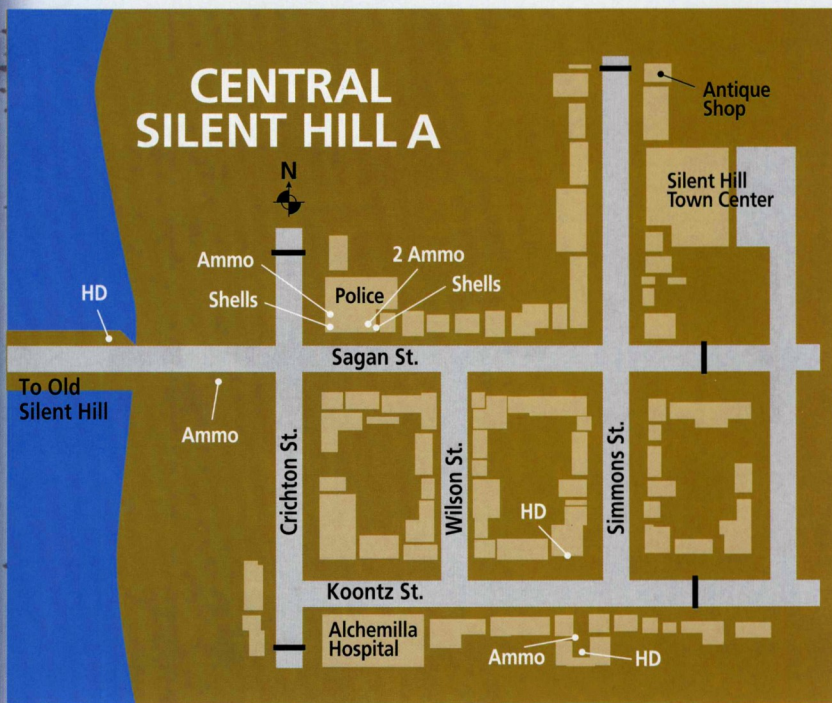 CENTRAL
SILENT HILL A
N
Antique
Shop
Silent Hill
Town Center
Ammo
2 Ammo
Shells
Police
Shells
HD
Sagan St.
To Old
Silent Hill
Ammo
Crichton St.
Wilson St.
Simmons St.
HD
Koontz St.
Alchemilla
Hospital
Ammo
HD